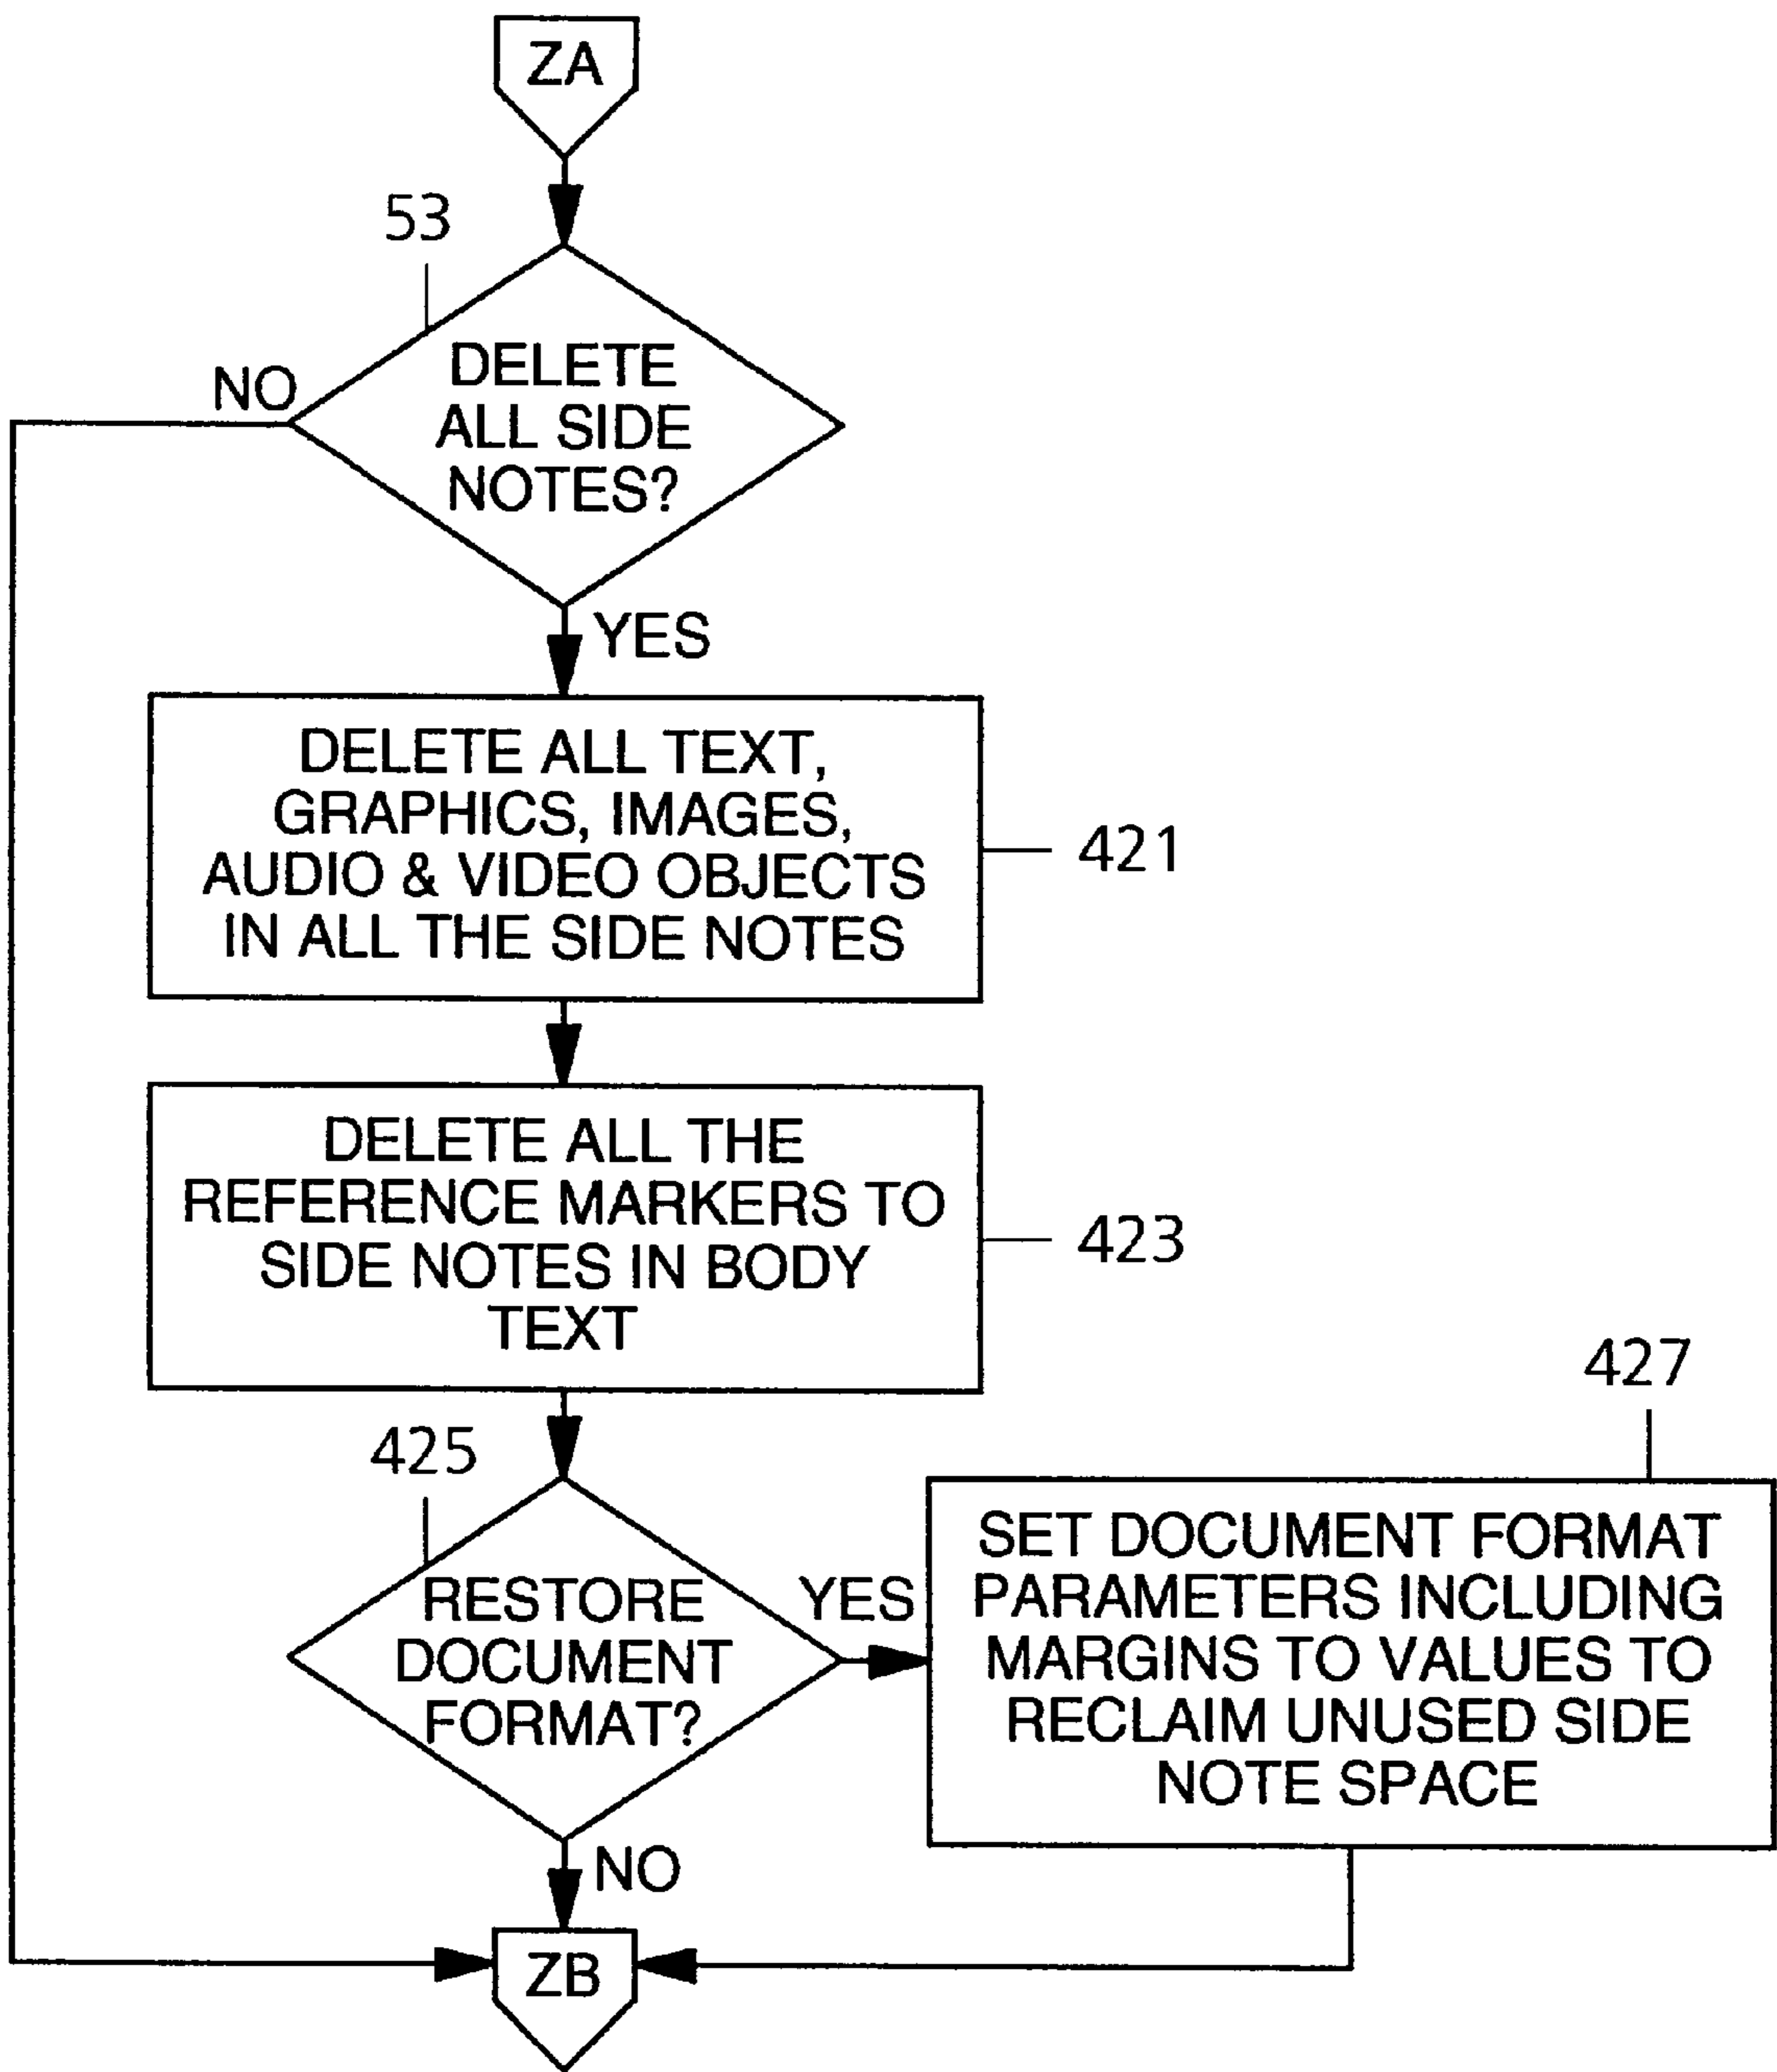 ZA
53
DELETE
ALL SIDE
NOTES?
NO
YES
DELETE ALL TEXT,
GRAPHICS, IMAGES,
AUDIO & VIDEO OBJECTS
IN ALL THE SIDE NOTES
421
DELETE ALL THE
REFERENCE MARKERS TO
SIDE NOTES IN BODY
TEXT
423
425
RESTORE
DOCUMENT
FORMAT?
YES
427
SET DOCUMENT FORMAT
PARAMETERS INCLUDING
MARGINS TO VALUES TO
RECLAIM UNUSED SIDE
NOTE SPACE
NO
ZB